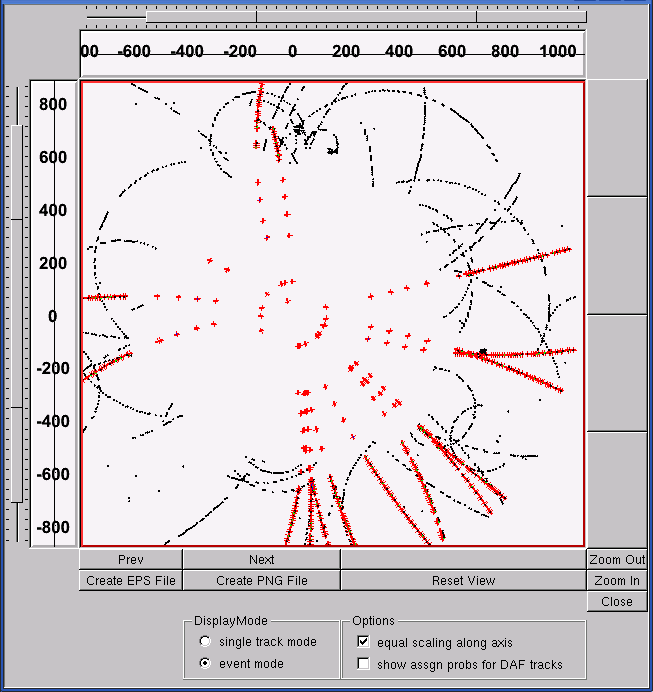 00 -600 -400 -200 0 200 400 600 800 1000
800
600
400
200
0
-200
-400
-600
-800
Prev Next Zoom Out
Create EPS File Create PNG File Reset View Zoom In
Close
DisplayMode Options
single track mode equal scaling along axis
event mode show assgn probs for DAF tracks